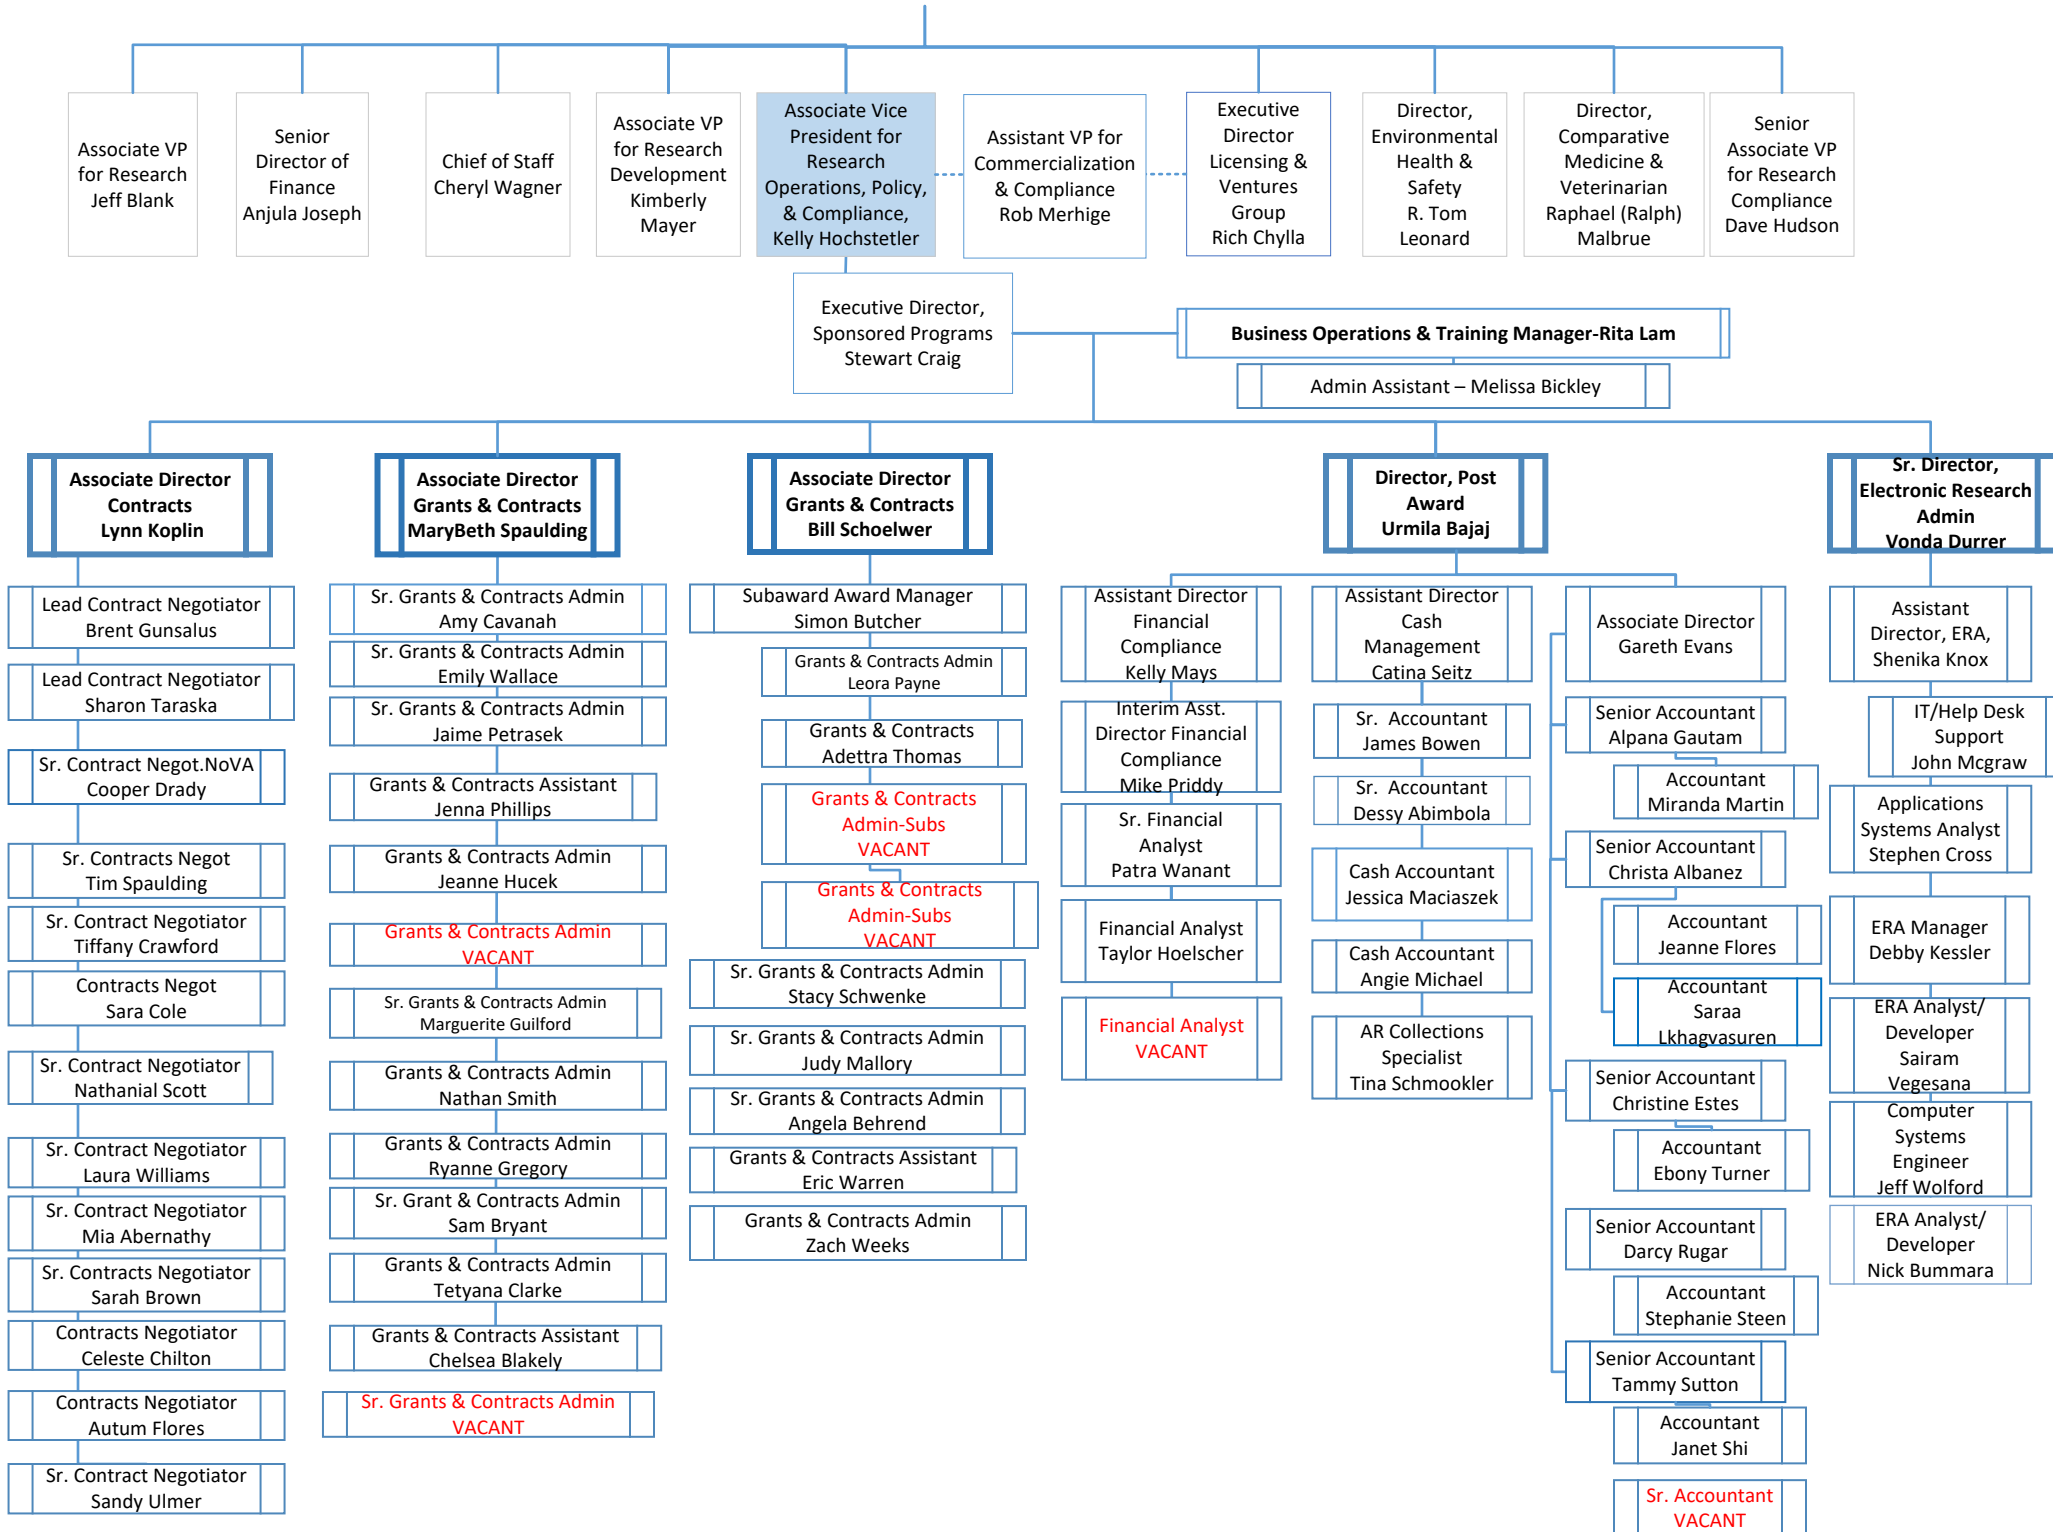 Associate VP
for Research
Jeff Blank
Senior
Director of
Finance
Anjula Joseph
Chief of Staff
Cheryl Wagner
Associate VP
for Research
Development
Kimberly
Mayer
Associate Vice
President for
Research
Operations, Policy,
& Compliance,
Kelly Hochstetler
Assistant VP for
Commercialization
& Compliance
Rob Merhige
Executive
Director
Licensing &
Ventures
Group
Rich Chylla
Director,
Environmental
Health &
Safety
R. Tom
Leonard
Director,
Comparative
Medicine &
Veterinarian
Raphael (Ralph)
Malbrue
Senior
Associate VP
for Research
Compliance
Dave Hudson
Executive Director,
Sponsored Programs
Stewart Craig
Business Operations & Training Manager-Rita Lam
Admin Assistant – Melissa Bickley
Associate Director
Contracts
Lynn Koplin
Lead Contract Negotiator
Brent Gunsalus
Lead Contract Negotiator
Sharon Taraska
Sr. Contract Negot.NoVA
Cooper Drady
Sr. Contracts Negot
Tim Spaulding
Sr. Contract Negotiator
Tiffany Crawford
Contracts Negot
Sara Cole
Sr. Contract Negotiator
Nathanial Scott
Sr. Contract Negotiator
Laura Williams
Sr. Contract Negotiator
Mia Abernathy
Sr. Contracts Negotiator
Sarah Brown
Contracts Negotiator
Celeste Chilton
Contracts Negotiator
Autum Flores
Sr. Contract Negotiator
Sandy Ulmer
Associate Director
Grants & Contracts
MaryBeth Spaulding
Sr. Grants & Contracts Admin
Amy Cavanah
Sr. Grants & Contracts Admin
Emily Wallace
Sr. Grants & Contracts Admin
Jaime Petrasek
Grants & Contracts Assistant
Jenna Phillips
Grants & Contracts Admin
Jeanne Hucek
Grants & Contracts Admin
VACANT
Sr. Grants & Contracts Admin
Marguerite Guilford
Grants & Contracts Admin
Nathan Smith
Grants & Contracts Admin
Ryanne Gregory
Sr. Grant & Contracts Admin
Sam Bryant
Grants & Contracts Admin
Tetyana Clarke
Grants & Contracts Assistant
Chelsea Blakely
Sr. Grants & Contracts Admin
VACANT
Associate Director
Grants & Contracts
Bill Schoelwer
Subaward Award Manager
Simon Butcher
Grants & Contracts Admin
Leora Payne
Grants & Contracts
Adettra Thomas
Grants & Contracts
Admin-Subs
VACANT
Grants & Contracts
Admin-Subs
VACANT
Sr. Grants & Contracts Admin
Stacy Schwenke
Sr. Grants & Contracts Admin
Judy Mallory
Sr. Grants & Contracts Admin
Angela Behrend
Grants & Contracts Assistant
Eric Warren
Grants & Contracts Admin
Zach Weeks
Director, Post
Award
Urmila Bajaj
Assistant Director
Financial
Compliance
Kelly Mays
Interim Asst.
Director Financial
Compliance
Mike Priddy
Sr. Financial
Analyst
Patra Wanant
Financial Analyst
Taylor Hoelscher
Financial Analyst
VACANT
Assistant Director
Cash
Management
Catina Seitz
Sr. Accountant
James Bowen
Sr. Accountant
Dessy Abimbola
Cash Accountant
Jessica Maciaszek
Cash Accountant
Angie Michael
AR Collections
Specialist
Tina Schmookler
Associate Director
Gareth Evans
Senior Accountant
Alpana Gautam
Accountant
Miranda Martin
Senior Accountant
Christa Albanez
Accountant
Jeanne Flores
Accountant
Saraa
Lkhagvasuren
Senior Accountant
Christine Estes
Accountant
Ebony Turner
Senior Accountant
Darcy Rugar
Accountant
Stephanie Steen
Senior Accountant
Tammy Sutton
Accountant
Janet Shi
Sr. Accountant
VACANT
Sr. Director,
Electronic Research
Admin
Vonda Durrer
Assistant
Director, ERA,
Shenika Knox
IT/Help Desk
Support
John Mcgraw
Applications
Systems Analyst
Stephen Cross
ERA Manager
Debby Kessler
ERA Analyst/
Developer
Sairam
Vegesana
Computer
Systems
Engineer
Jeff Wolford
ERA Analyst/
Developer
Nick Bummara